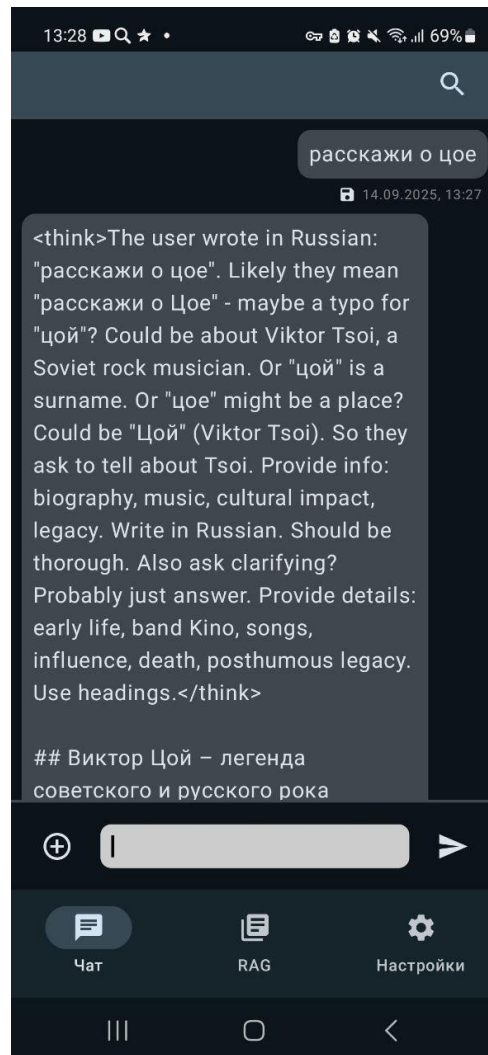 13:28
69%
расскажи о цое
14.09.2025, 13:27
<think>The user wrote in Russian:
"расскажи о цое". Likely they mean
"расскажи о Цое" - maybe a typo for
"цой"? Could be about Viktor Tsoi, a
Soviet rock musician. Or "цой" is a
surname. Or "цое" might be a place?
Could be "Цой" (Viktor Tsoi). So they
ask to tell about Tsoi. Provide info:
biography, music, cultural impact,
legacy. Write in Russian. Should be
thorough. Also ask clarifying?
Probably just answer. Provide details:
early life, band Kino, songs,
influence, death, posthumous legacy.
Use headings.</think>
## Виктор Цой – легенда
советского и русского рока
Чат
RAG
Настройки